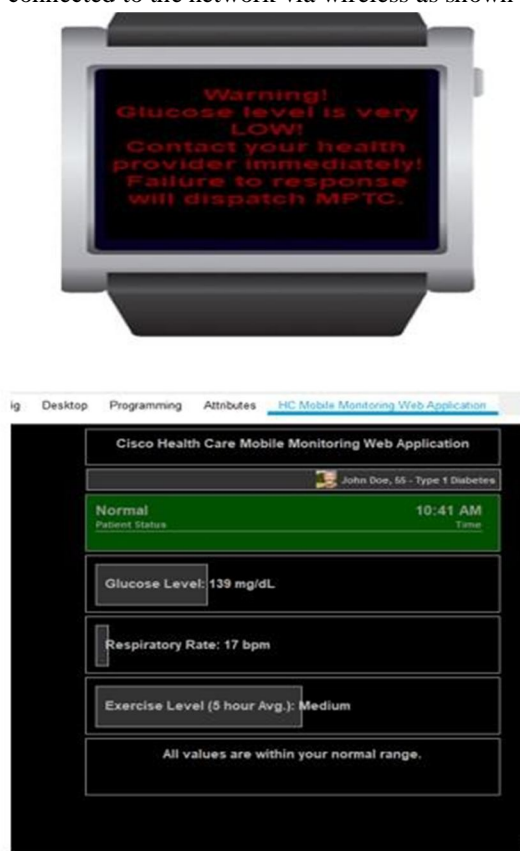 connected to the network via wireless as shown
Warning!
Glucose level is very
LOW!
Contact your health
provider immediately!
Failure to response
will dispatch MPTC.
ig Desktop Programming Attributes HC Mobile Monitoring Web Application
Cisco Health Care Mobile Monitoring Web Application
John Doe, 55 - Type 1 Diabetes
Normal 10:41 AM
Patient Status Time
Glucose Level: 139 mg/dL
Respiratory Rate: 17 bpm
Exercise Level (5 hour Avg.): Medium
All values are within your normal range.